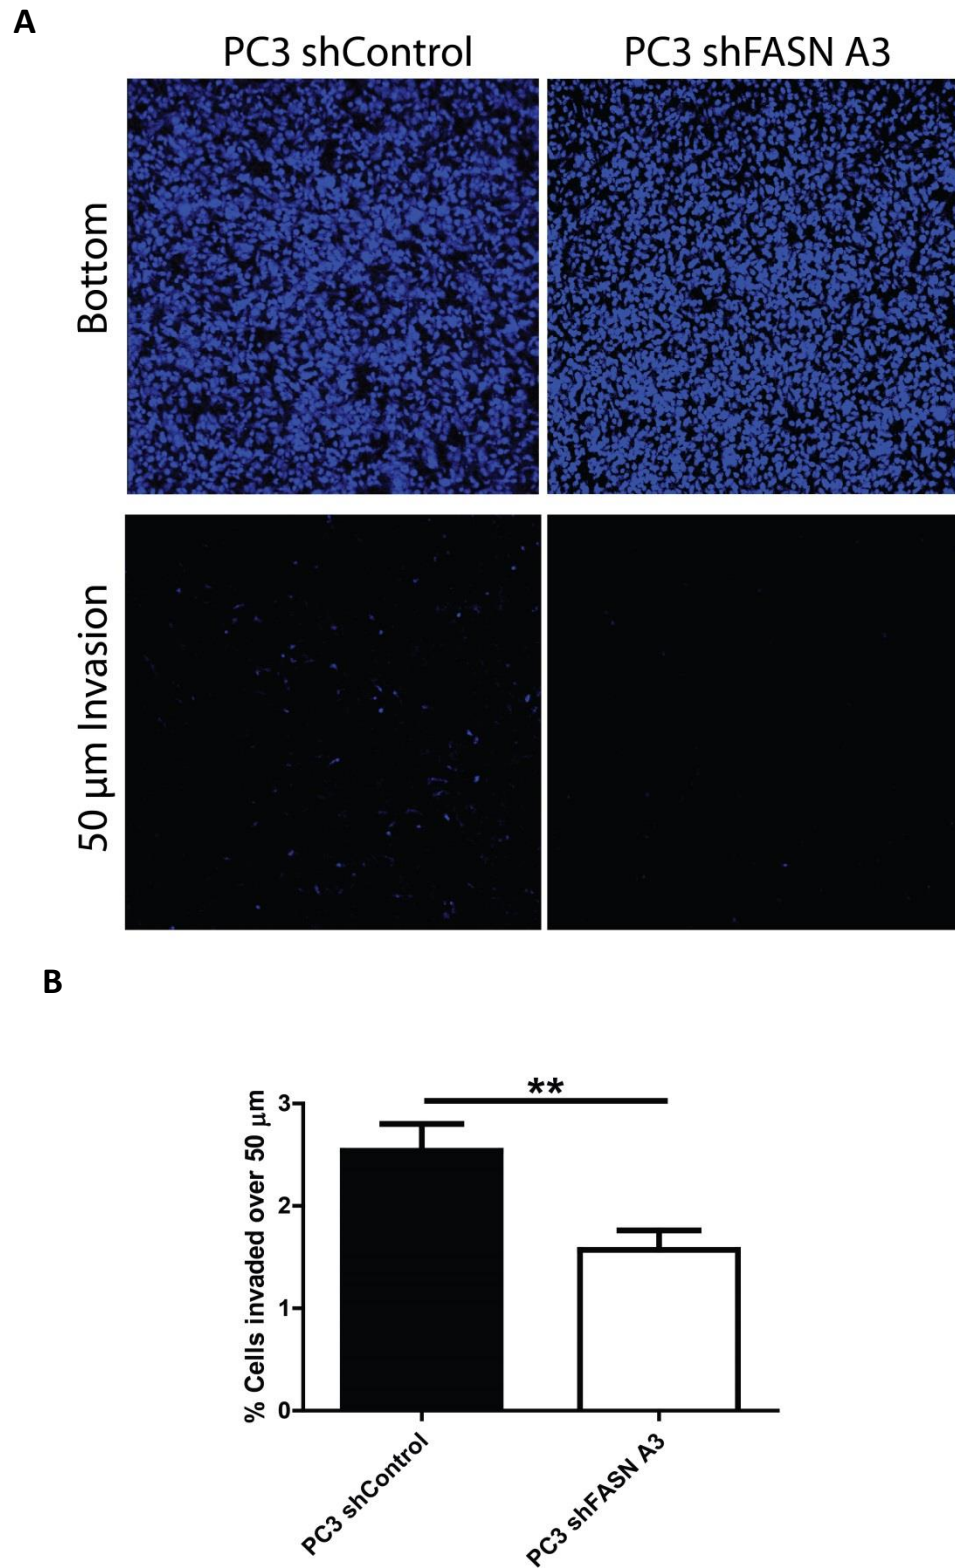 A
PC3 shControl
PC3 shFASN A3
Bottom
50 µm Invasion
B
**
% Cells invaded over 50 µm
3
2
1
0
PC3 shControl
PC3 shFASN A3